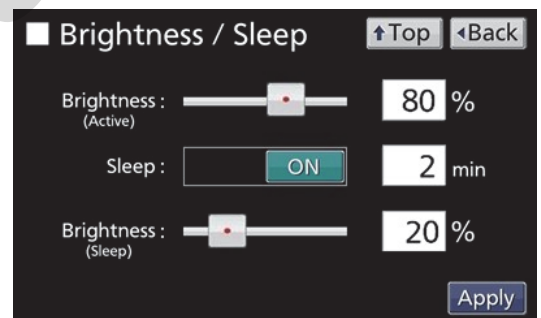 Brightness / Sleep
Top
Back
Brightness : 80 %
(Active)
Sleep : ON 2 min
Brightness : 20 %
(Sleep)
Apply